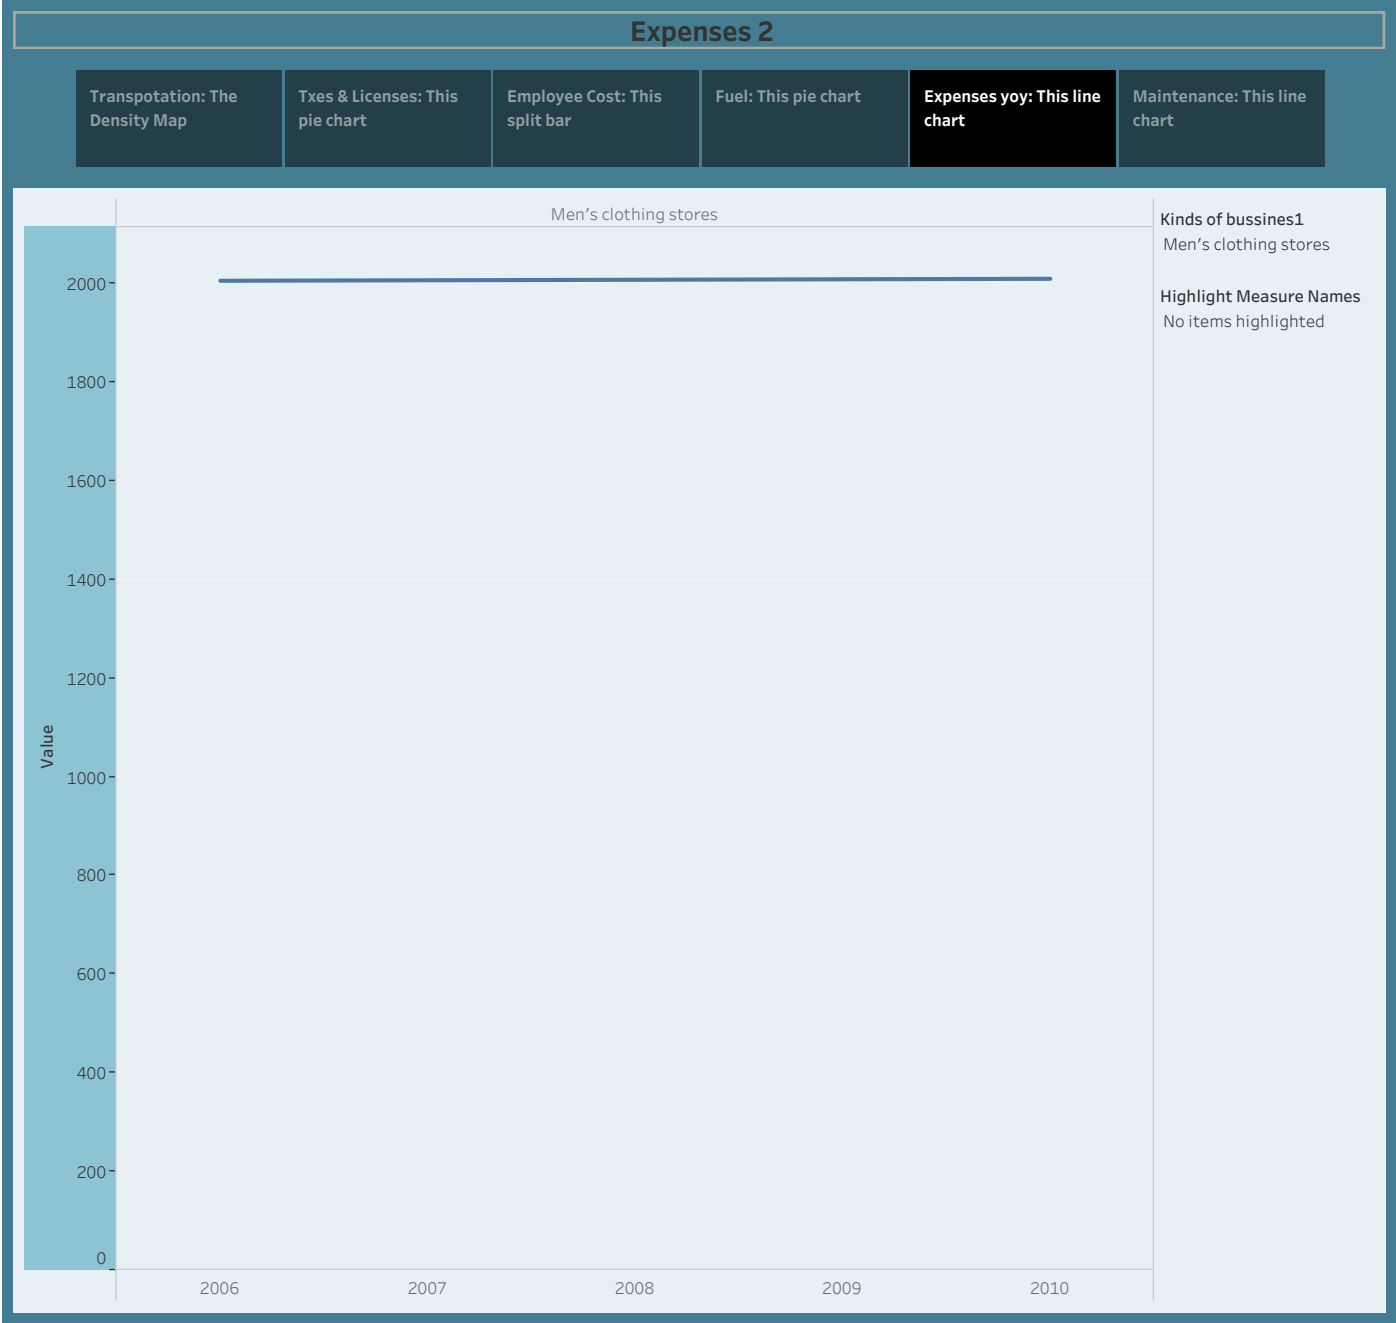 Expenses 2
Transpotation: The
Density Map
Txes & Licenses: This
pie chart
Employee Cost: This
split bar
Fuel: This pie chart
Expenses yoy: This line
chart
Maintenance: This line
chart
Men's clothing stores
Kinds of bussines1
Men's clothing stores
Highlight Measure Names
No items highlighted
Value
2000
1800
1600
1400
1200
1000
800
600
400
200
0
2006
2007
2008
2009
2010